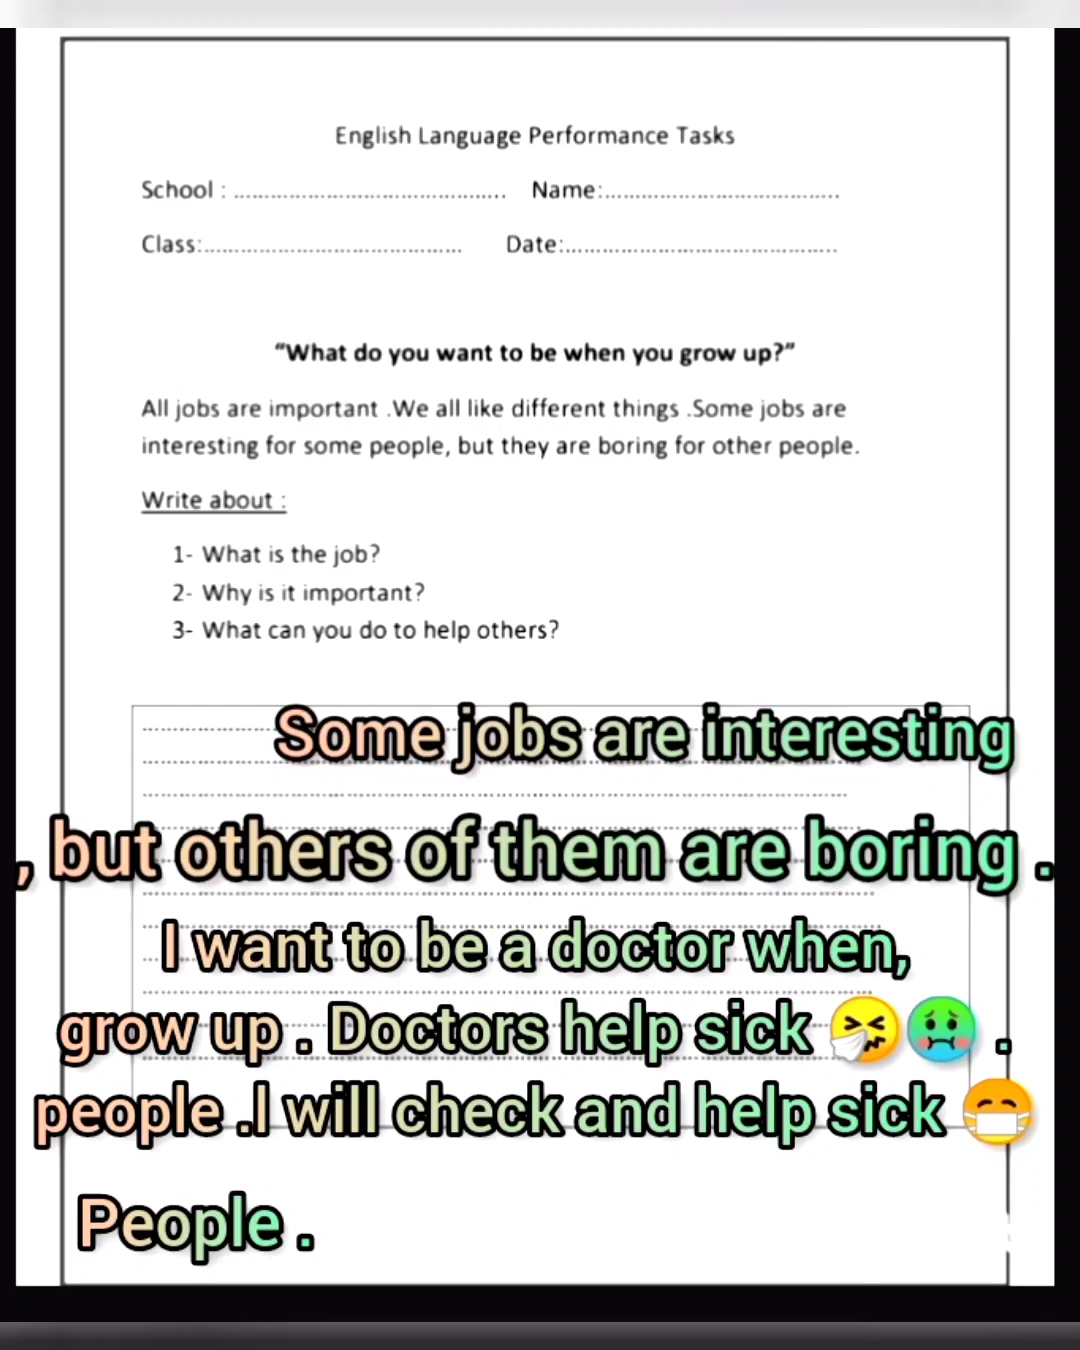 English Language Performance Tasks
School : ........................................ Name:...................................
Class:...................................... Date:........................................
“What do you want to be when you grow up?”
All jobs are important .We all like different things .Some jobs are
interesting for some people, but they are boring for other people.
Write about :
1- What is the job?
2- Why is it important?
3- What can you do to help others?
Some jobs are interesting
, but others of them are boring .
I want to be a doctor when,
grow up . Doctors help sick 🤧🤢 .
people .I will check and help sick 😷
People .